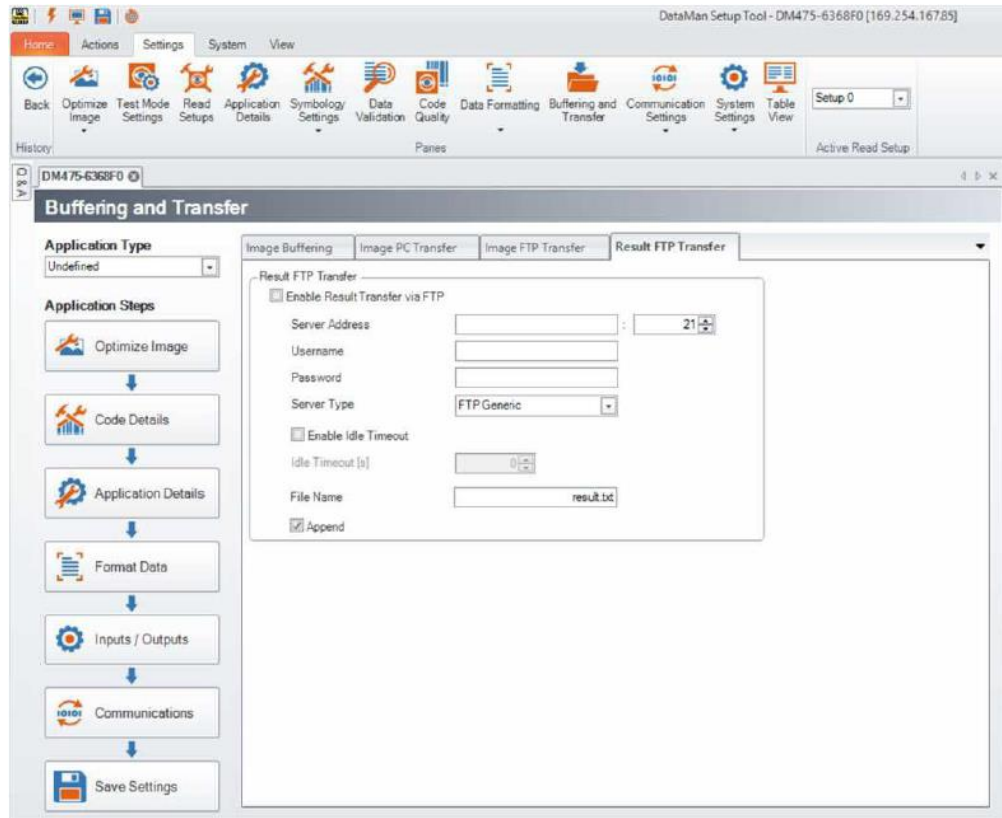 DataMan Setup Tool - DM475-6368F0 [169.254.167.85]
Home Actions Settings System View
Back Optimize Image Test Mode Settings Read Setups Application Details Symbology Settings Data Validation Code Quality Data Formatting Buffering and Transfer Communication Settings System Settings Table View Setup 0
History Panes Active Read Setup
Q & A
DM475-6368F0
Buffering and Transfer
Application Type
Undefined
Application Steps
Optimize Image
Code Details
Application Details
Format Data
Inputs / Outputs
Communications
Save Settings
Image Buffering Image PC Transfer Image FTP Transfer Result FTP Transfer
Result FTP Transfer
Enable Result Transfer via FTP
Server Address : 21
Username
Password
Server Type FTP Generic
Enable Idle Timeout
Idle Timeout [s] 0
File Name result.txt
Append